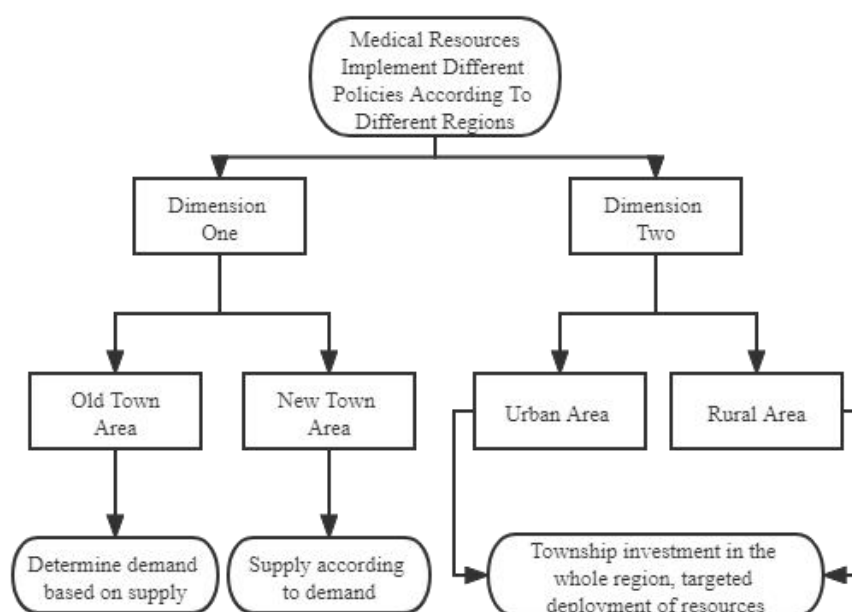 Medical Resources
Implement Different
Policies According To
Different Regions
Dimension
One
Dimension
Two
Old Town
Area
New Town
Area
Urban Area
Rural Area
Determine demand
based on supply
Supply according
to demand
Township investment in the
whole region, targeted
deployment of resources